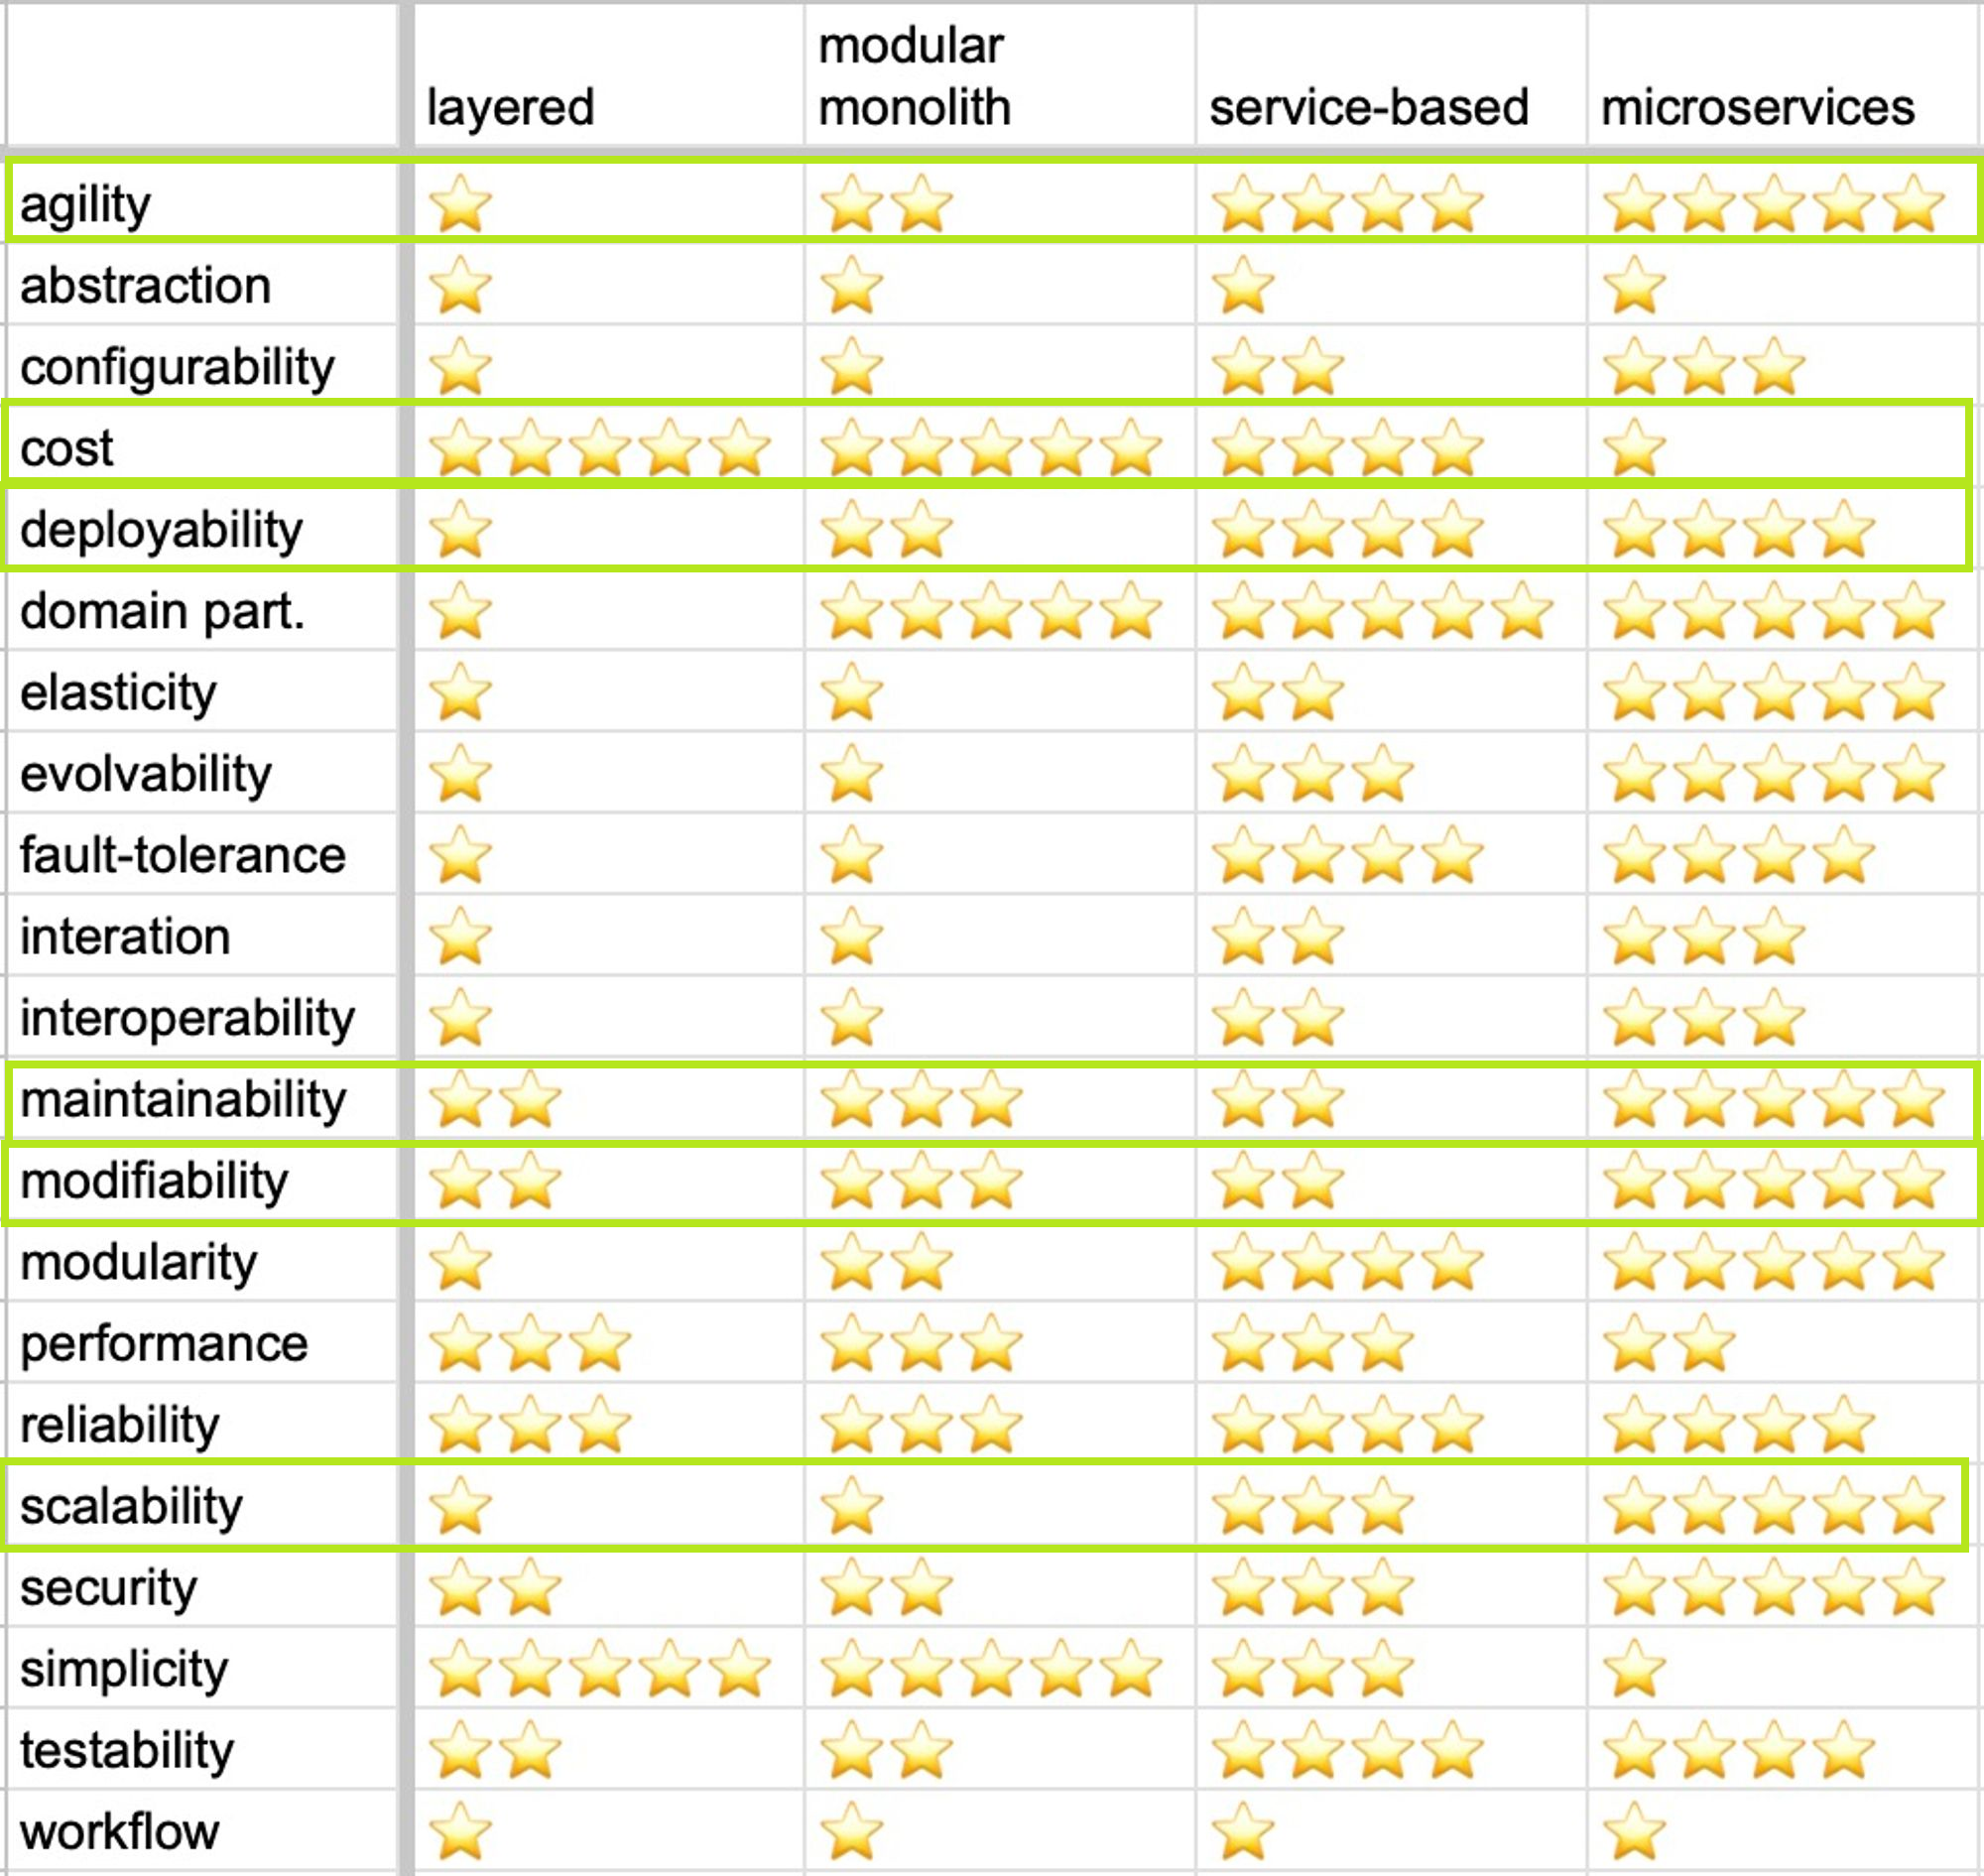 layered
modular
monolith
service-based
microservices
agility
abstraction
configurability
cost
deployability
domain part.
elasticity
evolvability
fault-tolerance
interation
interoperability
maintainability
modifiability
modularity
performance
reliability
scalability
security
simplicity
testability
workflow